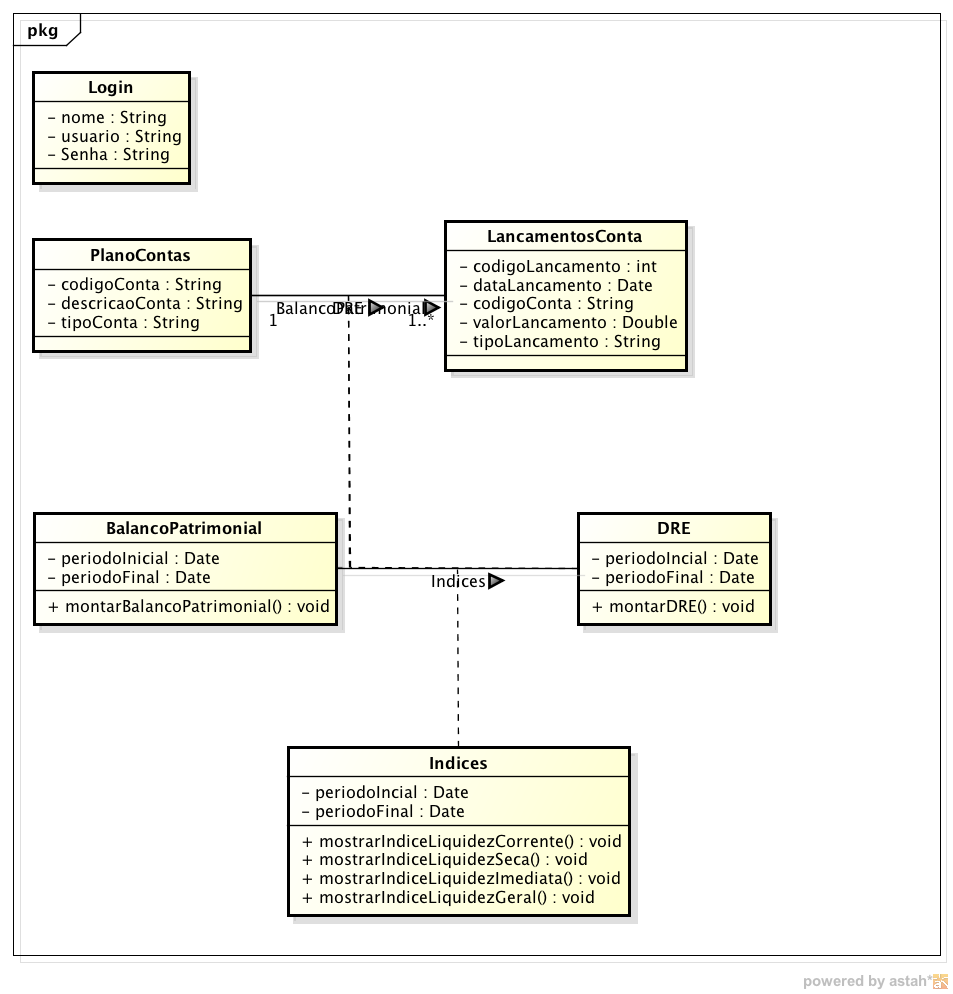 pkg
Login
- nome : String
- usuario : String
- Senha : String
PlanoContas
- codigoConta : String
- descricaoConta : String
- tipoConta : String
LancamentosConta
- codigoLancamento : int
- dataLancamento : Date
- codigoConta : String
- valorLancamento : Double
- tipoLancamento : String
BalancoPatrimonial
DRE
1
1..*
BalancoPatrimonial
- periodoInicial : Date
- periodoFinal : Date
+ montarBalancoPatrimonial() : void
Indices
DRE
- periodoIncial : Date
- periodoFinal : Date
+ montarDRE() : void
Indices
- periodoIncial : Date
- periodoFinal : Date
+ mostrarIndiceLiquidezCorrente() : void
+ mostrarIndiceLiquidezSeca() : void
+ mostrarIndiceLiquidezImediata() : void
+ mostrarIndiceLiquidezGeral() : void
powered by astah*